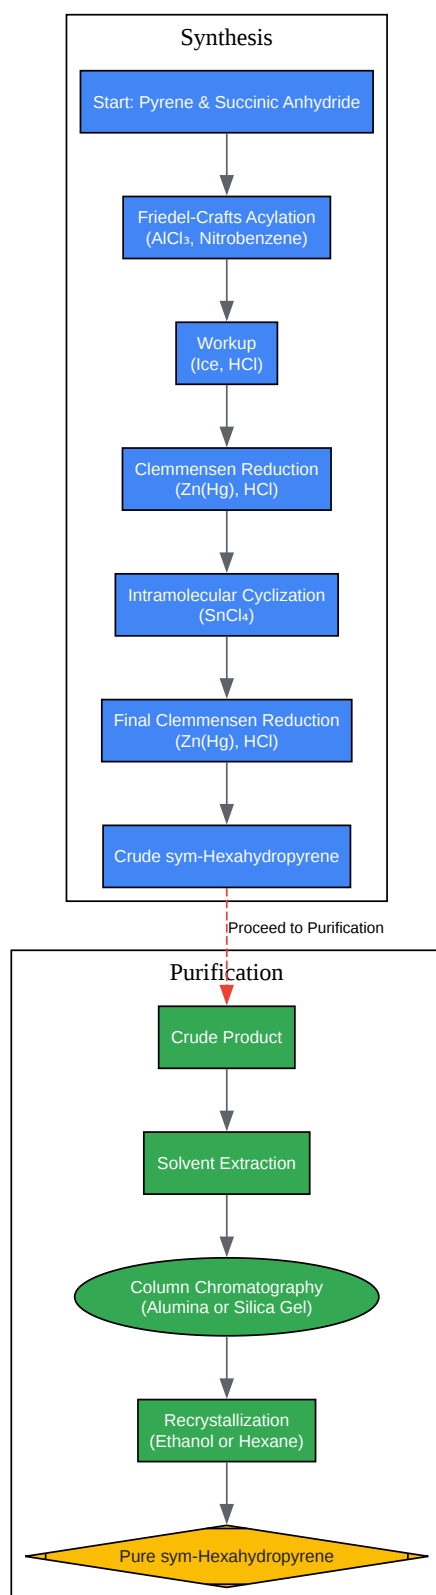 Synthesis
Start: Pyrene & Succinic Anhydride
Friedel-Crafts Acylation
(AlCl₃, Nitrobenzene)
Workup
(Ice, HCl)
Clemmensen Reduction
(Zn(Hg), HCl)
Intramolecular Cyclization
(SnCl₄)
Final Clemmensen Reduction
(Zn(Hg), HCl)
Crude sym-Hexahydropyrene
Proceed to Purification
Purification
Crude Product
Solvent Extraction
Column Chromatography
(Alumina or Silica Gel)
Recrystallization
(Ethanol or Hexane)
Pure sym-Hexahydropyrene